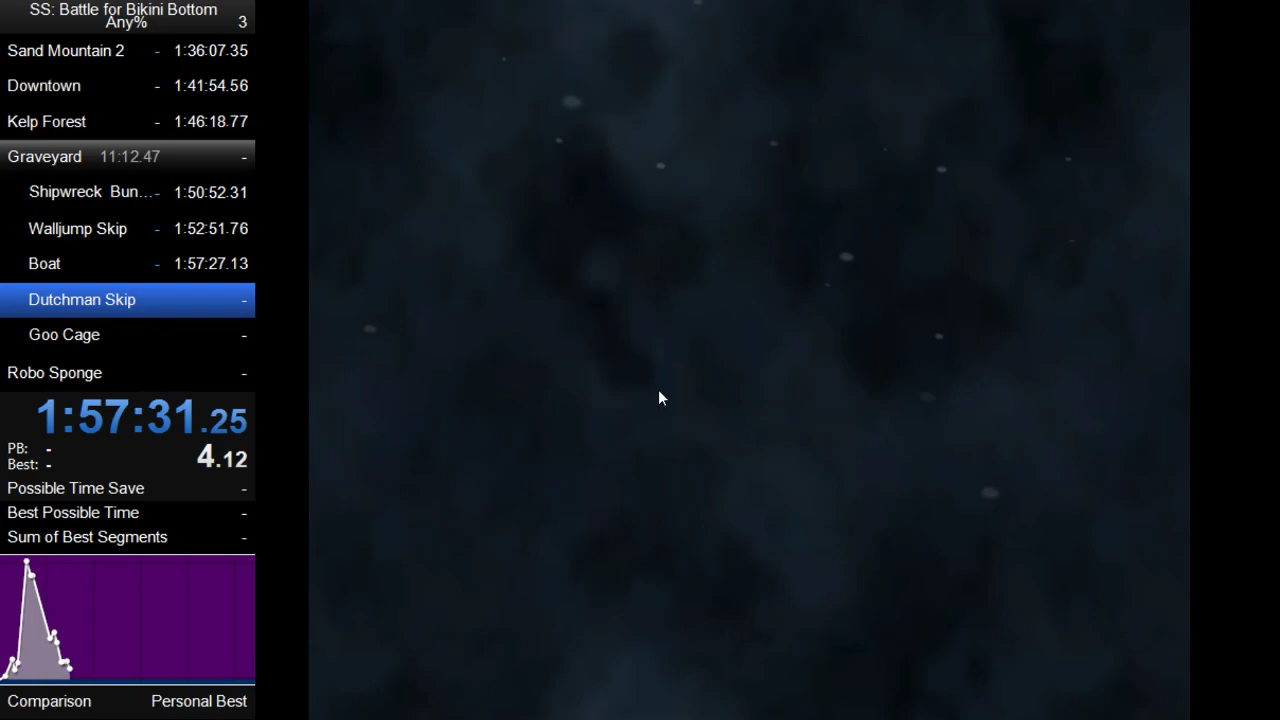 SS: Battle for Bikini Bottom
Any% 3
Sand Mountain 2 - 1:36:07.35
Downtown - 1:41:54.56
Kelp Forest - 1:46:18.77
Graveyard 11:12.47 -
Shipwreck Bun... - 1:50:52.31
Walljump Skip - 1:52:51.76
Boat - 1:57:27.13
Dutchman Skip -
Goo Cage -
Robo Sponge -
1:57:31.25
PB: - 4.12
Best: -
Possible Time Save -
Best Possible Time -
Sum of Best Segments -
Comparison Personal Best